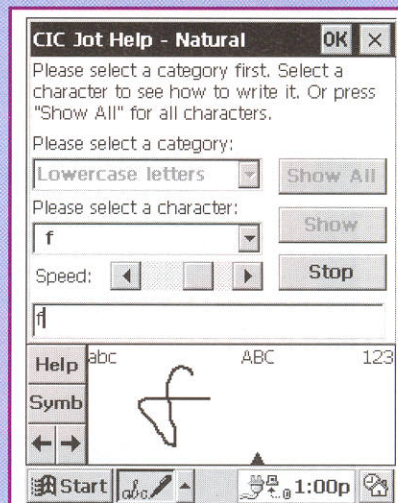 CIC Jot Help - Natural OK ×
Please select a category first. Select a
character to see how to write it. Or press
"Show All" for all characters.
Please select a category:
Lowercase letters Show All
Please select a character:
f Show
Speed: Stop
f
Help abc ABC 123
Symb
Start abc 1:00p